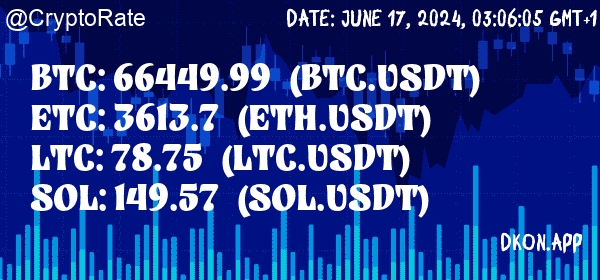 @CryptoRate
DATE: JUNE 17, 2024, 03:06:05 GMT+1
BTC: 66449.99 (BTC.USDT)
ETC: 3613.7 (ETH.USDT)
LTC: 78.75 (LTC.USDT)
SOL: 149.57 (SOL.USDT)
DKON.APP